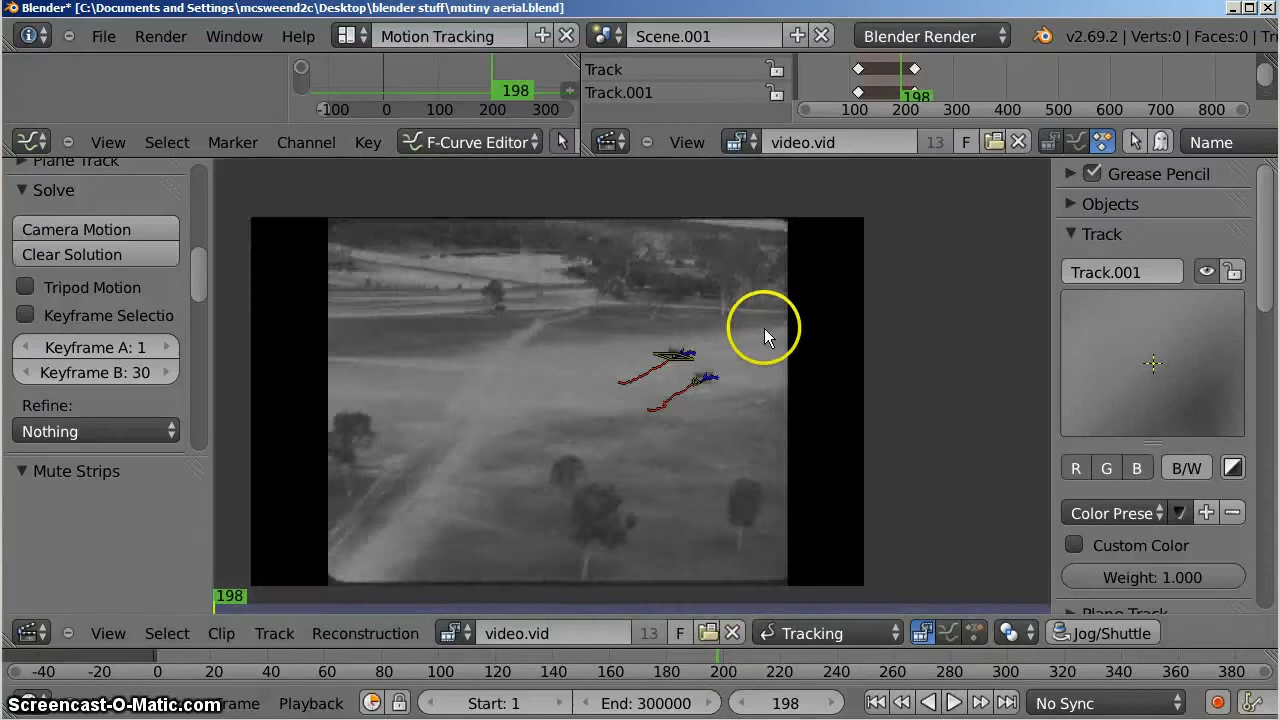 Blender* [C:\Documents and Settings\mcsweend2c\Desktop\blender stuff\mutiny aerial.blend]
File Render Window Help Motion Tracking Scene.001 Blender Render v2.69.2 | Verts:0 | Faces:0 | Tri
Track
Track.001
198
-100 0 100 200 300
198
100 200 300 400 500 600 700 800
View Select Marker Channel Key F-Curve Editor View video.vid 13 F Name
Plane Track
Solve
Camera Motion
Clear Solution
Tripod Motion
Keyframe Selectio
Keyframe A: 1
Keyframe B: 30
Refine:
Nothing
Mute Strips
Grease Pencil
Objects
Track
Track.001
R G B B/W
Color Prese
Custom Color
Weight: 1.000
Plane Track
198
View Select Clip Track Reconstruction video.vid 13 F Tracking Jog/Shuttle
-40 -20 0 20 40 60 80 100 120 140 160 180 200 220 240 260 280 300 320 340 360 380
Frame Playback Start: 1 End: 300000 198 No Sync
Screencast-O-Matic.com